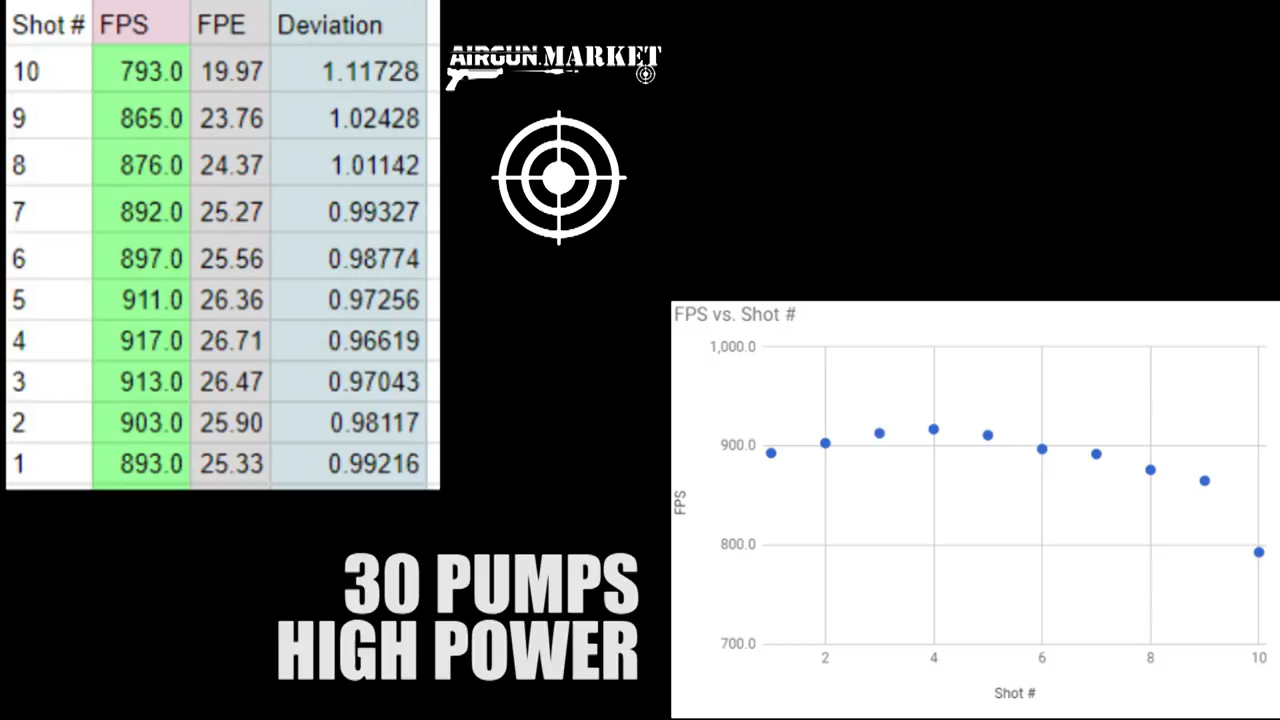 Shot # FPS FPE Deviation
10 793.0 19.97 1.11728
9 865.0 23.76 1.02428
8 876.0 24.37 1.01142
7 892.0 25.27 0.99327
6 897.0 25.56 0.98774
5 911.0 26.36 0.97256
4 917.0 26.71 0.96619
3 913.0 26.47 0.97043
2 903.0 25.90 0.98117
1 893.0 25.33 0.99216
AIRGUN.MARKET
30 PUMPS
HIGH POWER
FPS vs. Shot #
1,000.0
900.0
800.0
700.0
FPS
2 4 6 8 10
Shot #